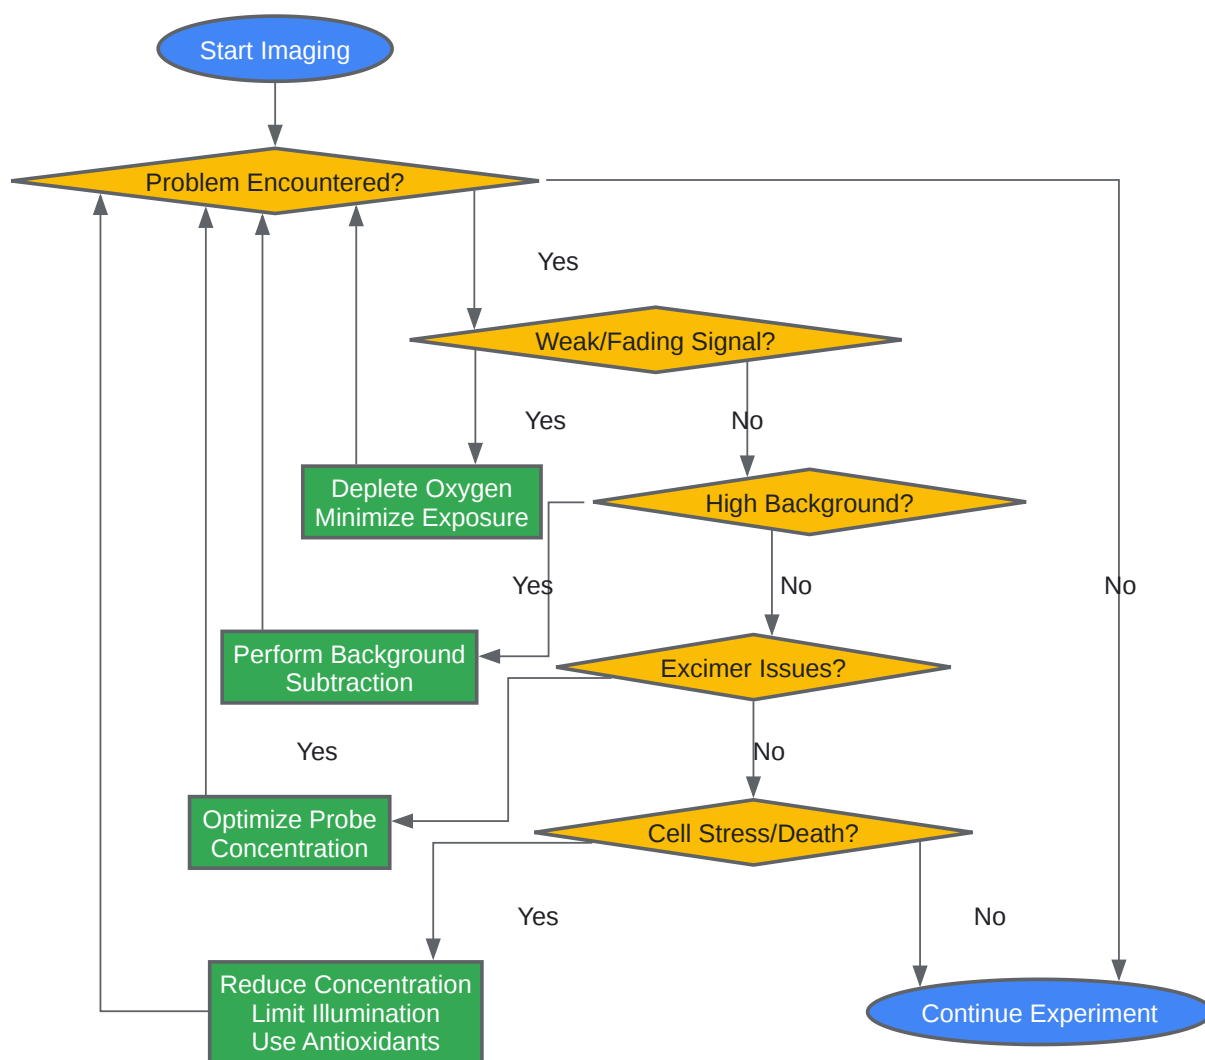 Start Imaging
Problem Encountered?
Yes
Weak/Fading Signal?
Yes
No
Deplete Oxygen
Minimize Exposure
High Background?
Yes
No
No
Perform Background
Subtraction
Excimer Issues?
Yes
No
Optimize Probe
Concentration
Cell Stress/Death?
Yes
No
Reduce Concentration
Limit Illumination
Use Antioxidants
Continue Experiment